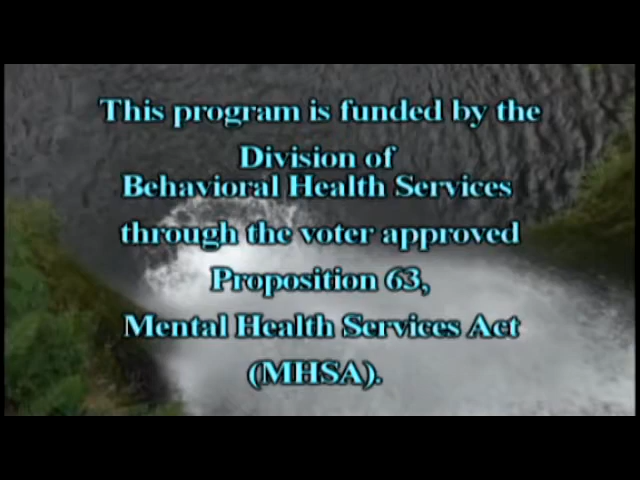 This program is funded by the
Division of
Behavioral Health Services
through the voter approved
Proposition 63,
Mental Health Services Act
(MHSA).